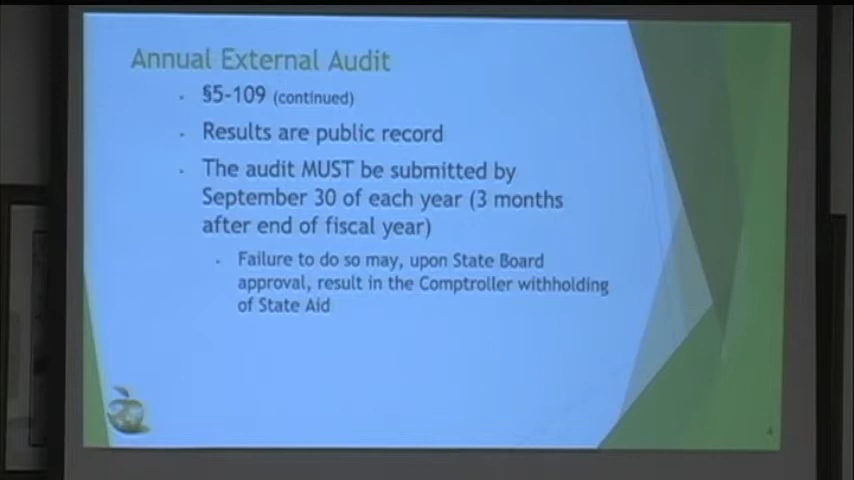 Annual External Audit
§5-109 (continued)
Results are public record
The audit MUST be submitted by
September 30 of each year (3 months
after end of fiscal year)
Failure to do so may, upon State Board
approval, result in the Comptroller withholding
of State Aid
4